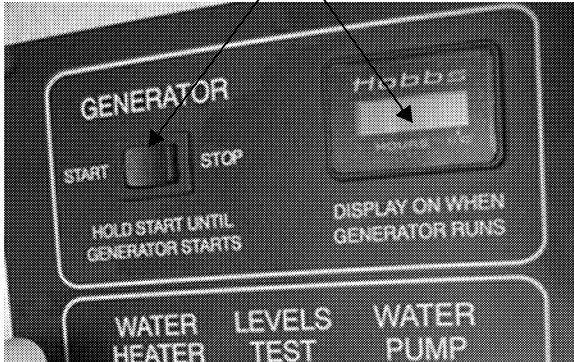 GENERATOR
START STOP
HOLD START UNTIL
GENERATOR STARTS
Hobbs
HOURS
DISPLAY ON WHEN
GENERATOR RUNS
WATER HEATER
LEVELS TEST
WATER PUMP